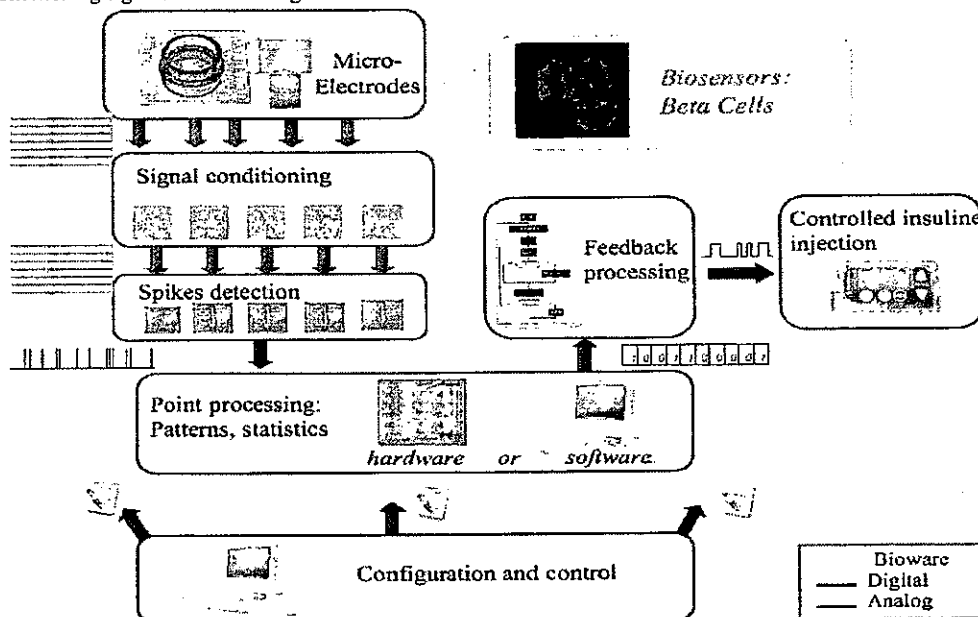 Micro-
Electrodes
Biosensors:
Beta Cells
Signal conditioning
Spikes detection
Feedback
processing
Controlled insuline
injection
Point processing:
Patterns, statistics
hardware or software
Configuration and control
Bioware
Digital
Analog